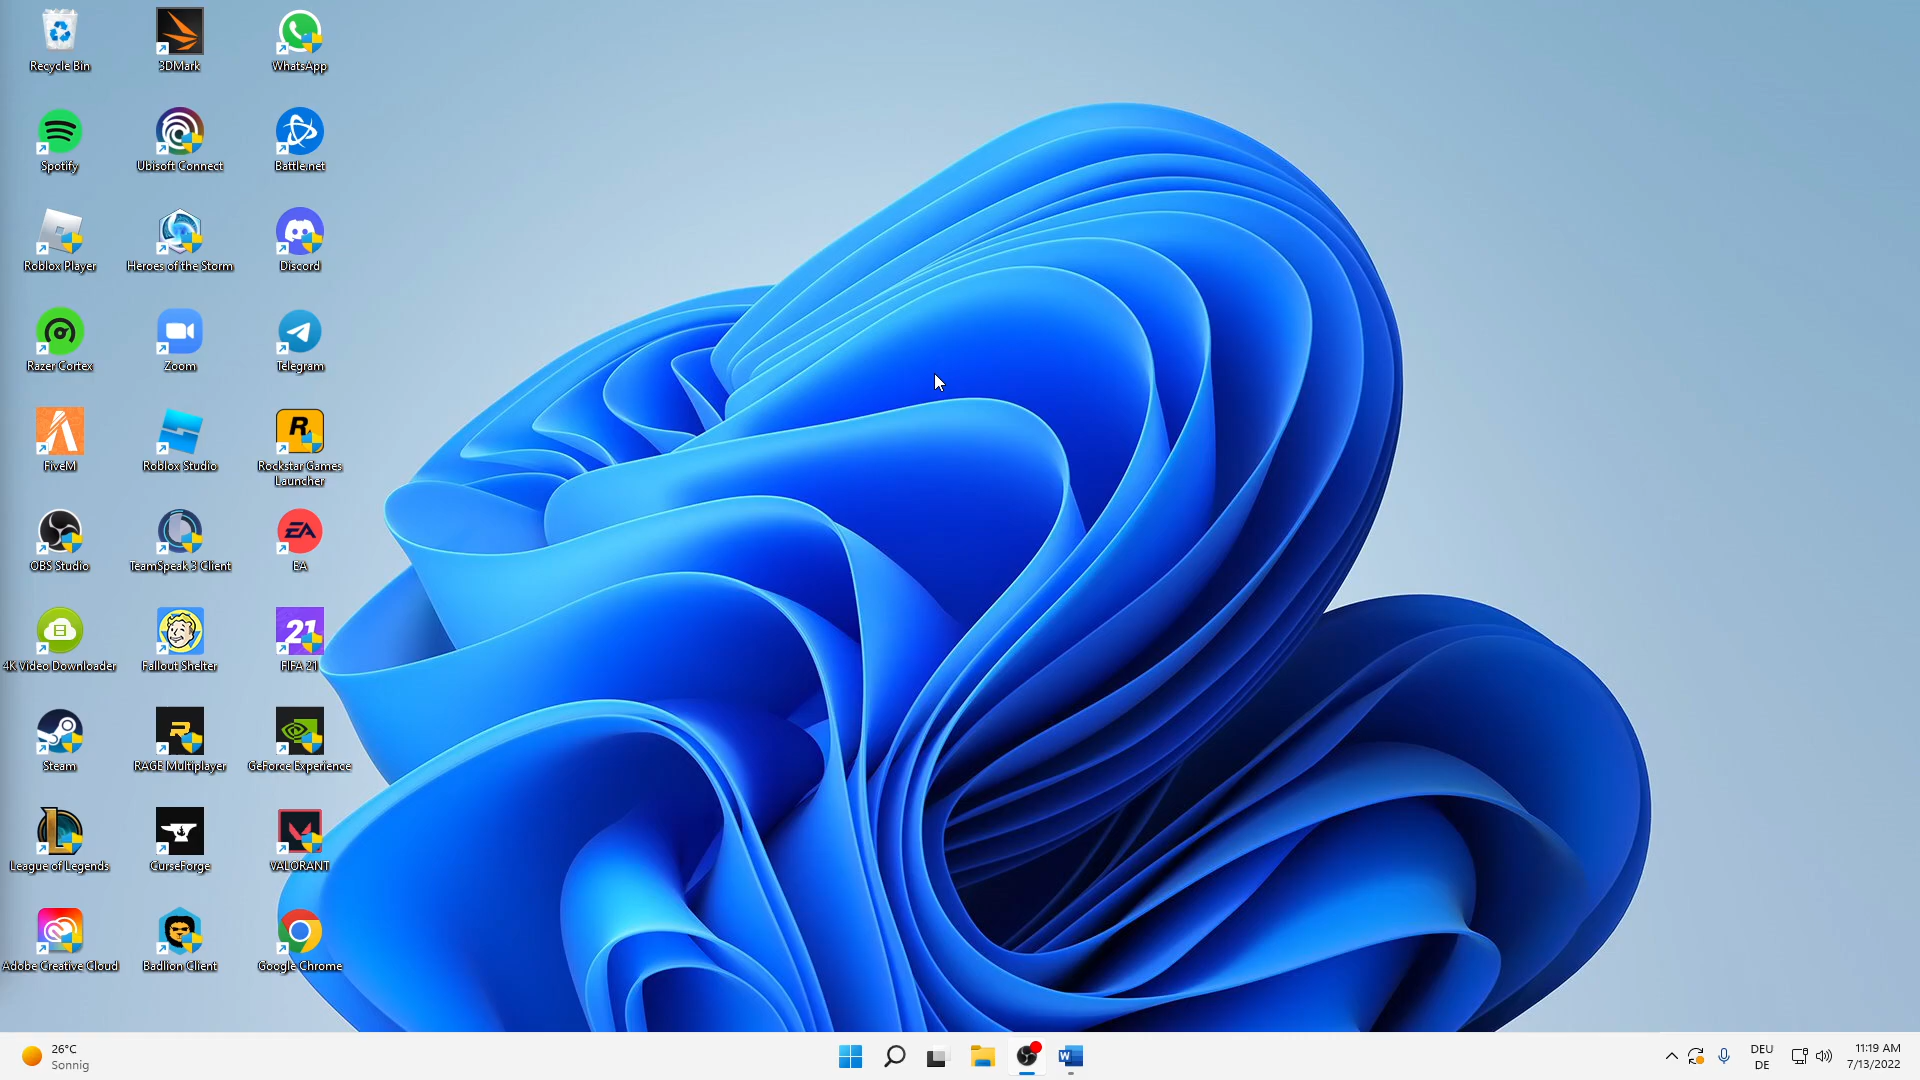 Recycle Bin
3DMark
WhatsApp
Spotify
Ubisoft Connect
Battle.net
Roblox Player
Heroes of the Storm
Discord
Razer Cortex
Zoom
Telegram
FiveM
Roblox Studio
R
Rockstar Games
Launcher
OBS Studio
TeamSpeak 3 Client
EA
EA
4K Video Downloader
Fallout Shelter
21
FIFA 21
Steam
RAGE Multiplayer
GeForce Experience
League of Legends
CurseForge
VALORANT
Adobe Creative Cloud
Badlion Client
Google Chrome
26°C
Sonnig
W
DEU
DE
11:19 AM
7/13/2022